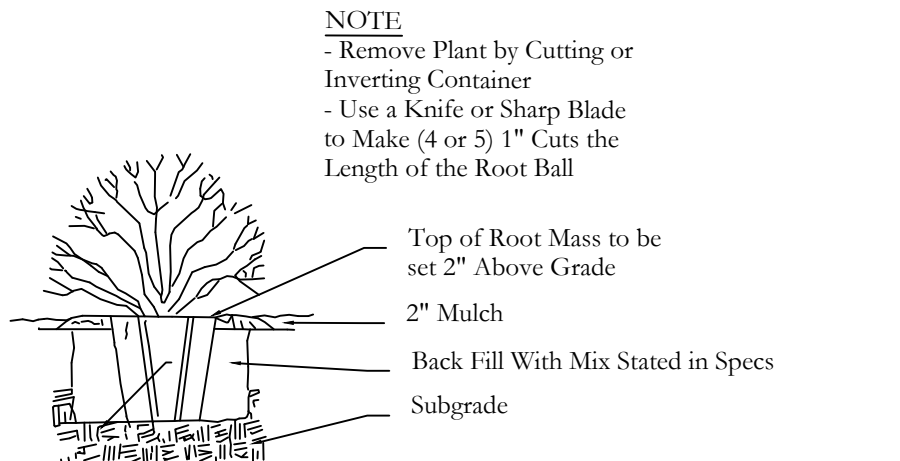 NOTE
- Remove Plant by Cutting or
Inverting Container
- Use a Knife or Sharp Blade
to Make (4 or 5) 1" Cuts the
Length of the Root Ball
Top of Root Mass to be
set 2" Above Grade
2" Mulch
Back Fill With Mix Stated in Specs
Subgrade